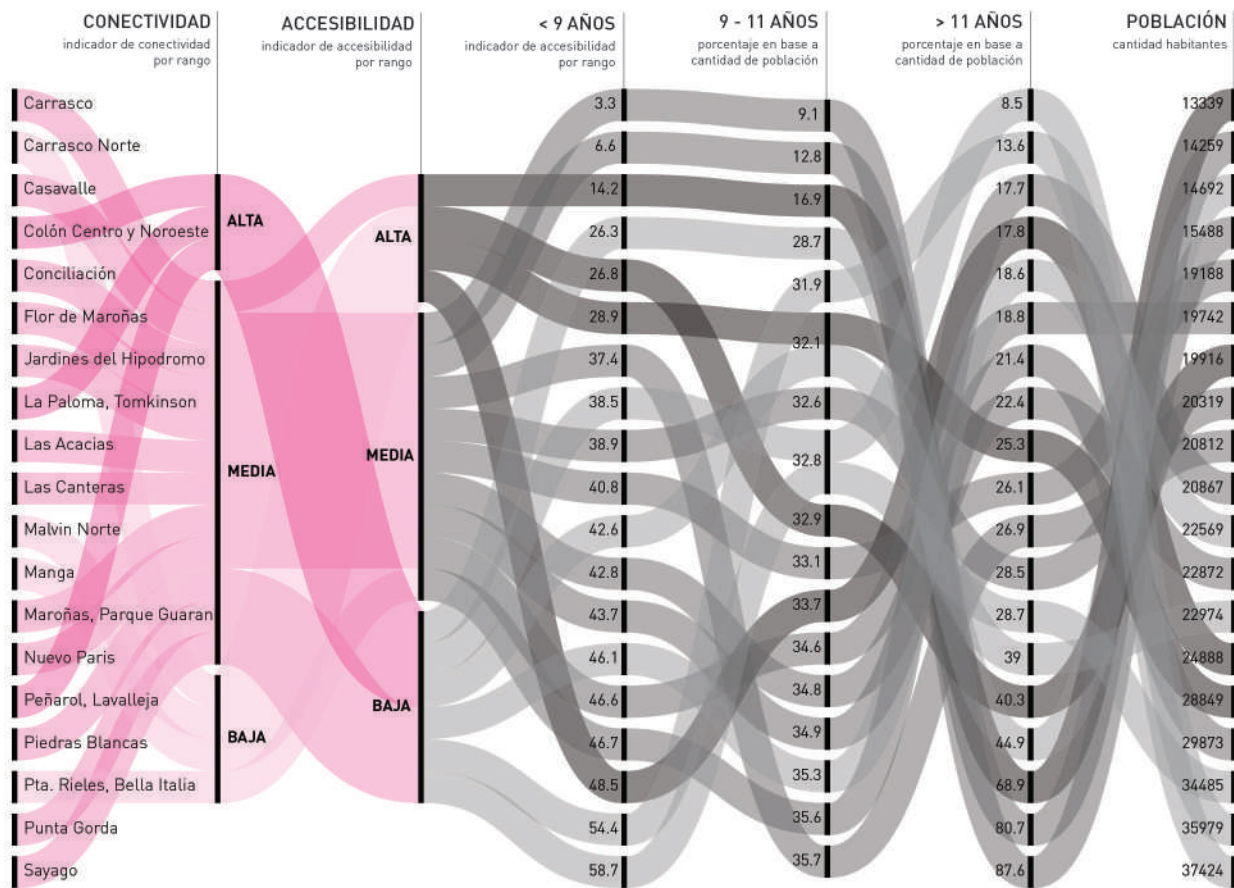 CONECTIVIDAD
indicador de conectividad
por rango
ACCESIBILIDAD
indicador de accesibilidad
por rango
< 9 AÑOS
indicador de accesibilidad
por rango
9 - 11 AÑOS
porcentaje en base a
cantidad de población
> 11 AÑOS
porcentaje en base a
cantidad de población
POBLACIÓN
cantidad habitantes
Carrasco
Carrasco Norte
Casavalle
Colón Centro y Noroeste
Conciliación
Flor de Maroñas
Jardines del Hipodromo
La Paloma, Tomkinson
Las Acacias
Las Canteras
Malvin Norte
Manga
Maroñas, Parque Guaran
Nuevo Paris
Peñarol, Lavalleja
Piedras Blancas
Pta. Rieles, Bella Italia
Punta Gorda
Sayago
ALTA
MEDIA
BAJA
ALTA
MEDIA
BAJA
3.3
6.6
14.2
26.3
26.8
28.9
37.4
38.5
38.9
40.8
42.6
42.8
43.7
46.1
46.6
46.7
48.5
54.4
58.7
9.1
12.8
16.9
28.7
31.9
32.1
32.6
32.8
32.9
33.1
33.7
34.6
34.8
34.9
35.3
35.6
35.7
8.5
13.6
17.7
17.8
18.6
18.8
21.4
22.4
25.3
26.1
26.9
28.5
28.7
39
40.3
44.9
68.9
80.7
87.6
13339
14259
14692
15488
19188
19742
19916
20319
20812
20867
22569
22872
22974
24888
28849
29873
34485
35979
37424